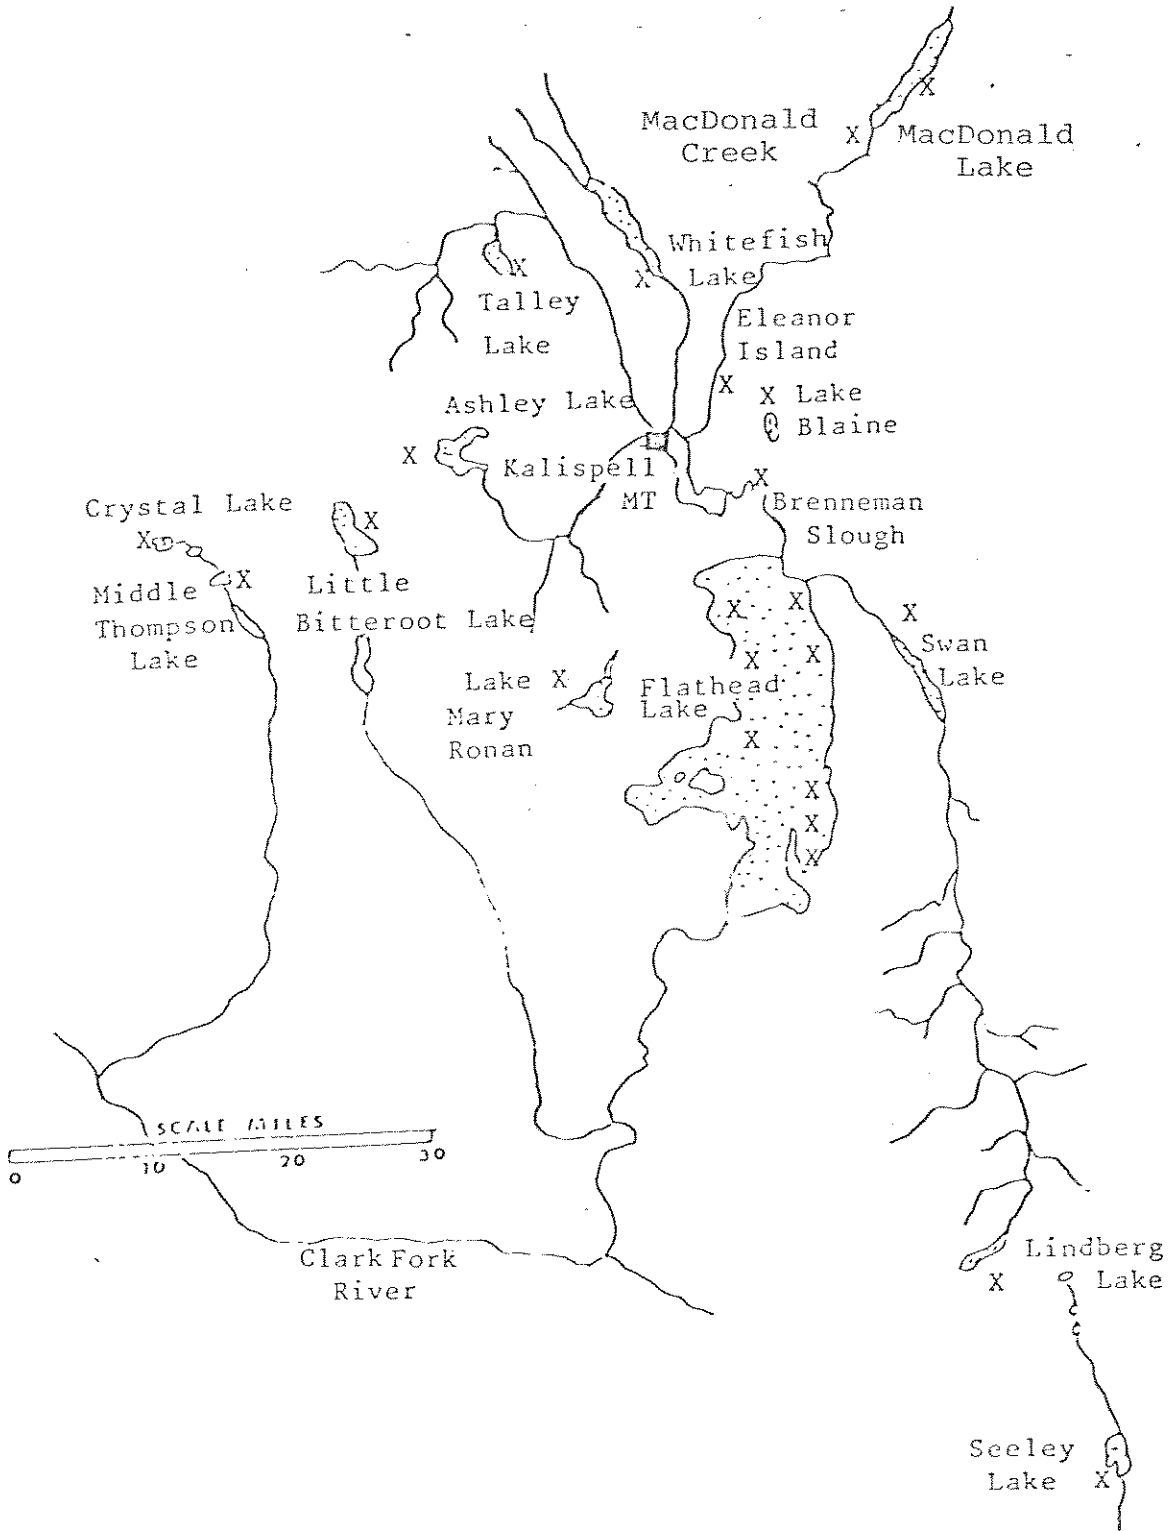 MacDonald
Creek
X
X
MacDonald
Lake
Whitefish
Lake
X
X
Talley
Lake
Eleanor
Island
X
X Lake
Blaine
Ashley Lake
X
Kalispell
MT
X
Brenneman
Slough
Crystal Lake
X
X
Little
Bitteroot Lake
Middle
Thompson
Lake
X
X
X
X
X
X
Swan
Lake
Lake X
Mary
Ronan
Flathead
Lake
X
X
X
X
SCALE MILES
0
10
20
30
Clark Fork
River
Lindberg
Lake
X
Seeley
Lake
X